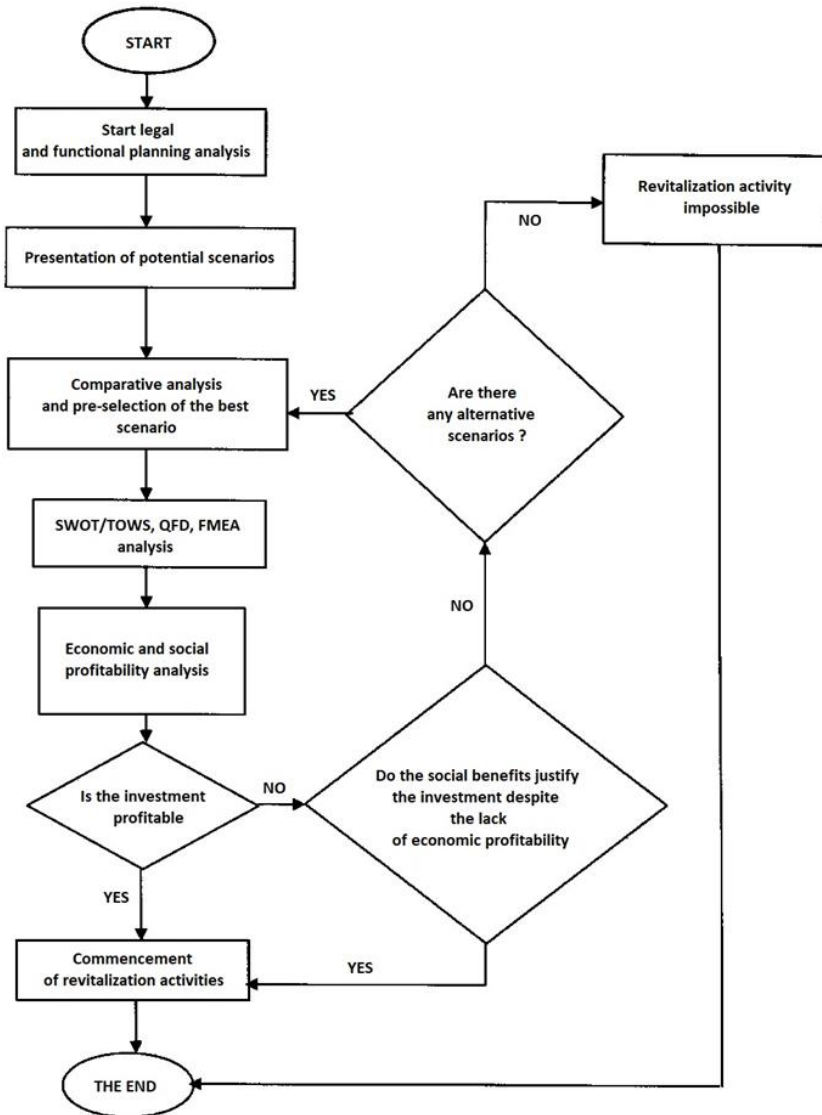 START
Start legal
and functional planning analysis
Revitalization activity
impossible
NO
Presentation of potential scenarios
Comparative analysis
and pre-selection of the best
scenario
YES
Are there
any alternative
scenarios ?
SWOT/TOWS, QFD, FMEA
analysis
NO
Economic and social
profitability analysis
Is the investment
profitable
NO
Do the social benefits justify
the investment despite
the lack
of economic profitability
YES
Commencement
of revitalization activities
YES
THE END